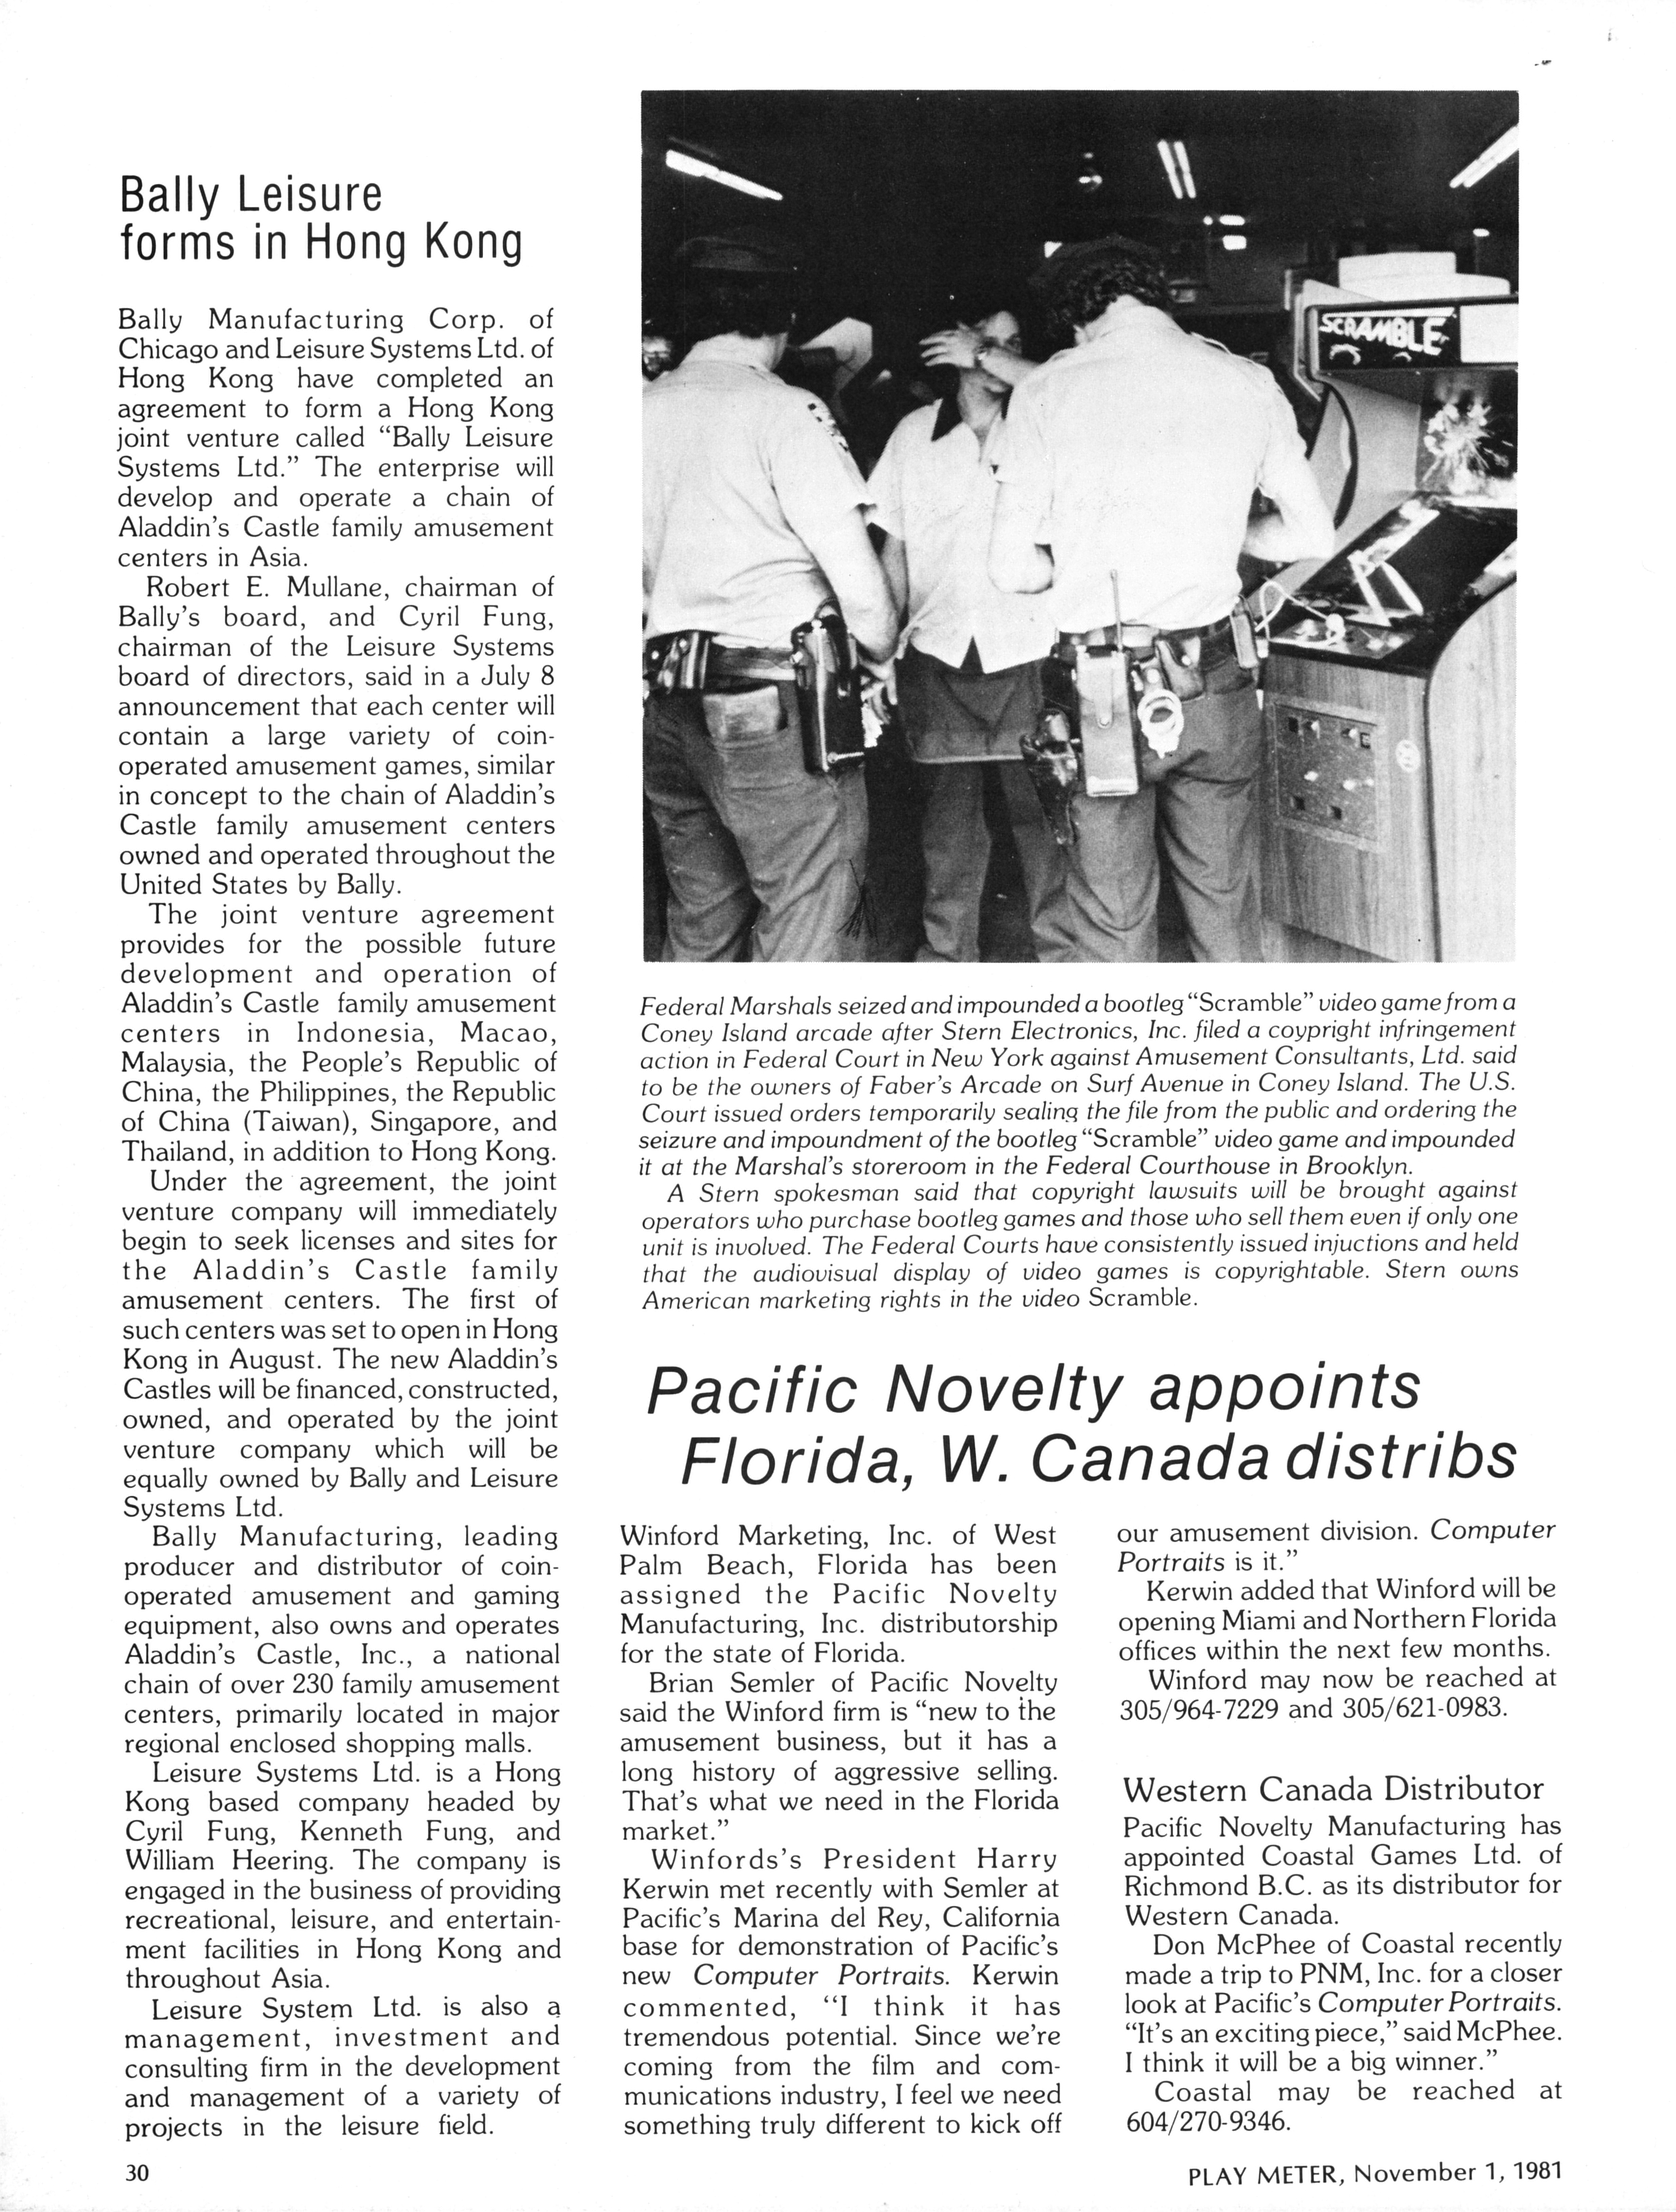 Bally Leisure
forms in Hong Kong
Bally Manufacturing Corp. of
Chicago and Leisure Systems Ltd. of
Hong Kong have completed an
agreement to form a Hong Kong
joint venture called “Bally Leisure
Systems Ltd.” The enterprise will
develop and operate a chain of
Aladdin’s Castle family amusement
centers in Asia.
Robert E. Mullane, chairman of
Bally’s board, and Cyril Fung,
chairman of the Leisure Systems
board of directors, said in a July 8
announcement that each center will
contain a large variety of coin-
operated amusement games, similar
in concept to the chain of Aladdin’s
Castle family amusement centers
owned and operated throughout the
United States by Bally.
The joint venture agreement
provides for the possible future
development and operation of
Aladdin’s Castle family amusement
centers in Indonesia, Macao,
Malaysia, the People’s Republic of
China, the Philippines, the Republic
of China (Taiwan), Singapore, and
Thailand, in addition to Hong Kong.
Under the agreement, the joint
venture company will immediately
begin to seek licenses and sites for
the Aladdin’s Castle family
amusement centers. The first of
such centers was set to open in Hong
Kong in August. The new Aladdin’s
Castles will be financed, constructed,
owned, and operated by the joint
venture company which will be
equally owned by Bally and Leisure
Systems Ltd.
Bally Manufacturing, leading
producer and distributor of coin-
operated amusement and gaming
equipment, also owns and operates
Aladdin’s Castle, Inc., a national
chain of over 230 family amusement
centers, primarily located in major
regional enclosed shopping malls.
Leisure Systems Ltd. is a Hong
Kong based company headed by
Cyril Fung, Kenneth Fung, and
William Heering. The company is
engaged in the business of providing
recreational, leisure, and entertain-
ment facilities in Hong Kong and
throughout Asia.
Leisure System Ltd. is also a
management, investment and
consulting firm in the development
and management of a variety of
projects in the leisure field.
SCRAMBLE
Federal Marshals seized and impounded a bootleg “Scramble” video game from a
Coney Island arcade after Stern Electronics, Inc. filed a coypright infringement
action in Federal Court in New York against Amusement Consultants, Ltd. said
to be the owners of Faber’s Arcade on Surf Avenue in Coney Island. The U.S.
Court issued orders temporarily sealing the file from the public and ordering the
seizure and impoundment of the bootleg “Scramble” video game and impounded
it at the Marshal’s storeroom in the Federal Courthouse in Brooklyn.
A Stern spokesman said that copyright lawsuits will be brought against
operators who purchase bootleg games and those who sell them even if only one
unit is involved. The Federal Courts have consistently issued injuctions and held
that the audiovisual display of video games is copyrightable. Stern owns
American marketing rights in the video Scramble.
Pacific Novelty appoints
Florida, W. Canada distribs
Winford Marketing, Inc. of West
Palm Beach, Florida has been
assigned the Pacific Novelty
Manufacturing, Inc. distributorship
for the state of Florida.
Brian Semler of Pacific Novelty
said the Winford firm is “new to the
amusement business, but it has a
long history of aggressive selling.
That’s what we need in the Florida
market.”
Winfords’s President Harry
Kerwin met recently with Semler at
Pacific’s Marina del Rey, California
base for demonstration of Pacific’s
new Computer Portraits. Kerwin
commented, “I think it has
tremendous potential. Since we’re
coming from the film and com-
munications industry, I feel we need
something truly different to kick off
our amusement division. Computer
Portraits is it.”
Kerwin added that Winford will be
opening Miami and Northern Florida
offices within the next few months.
Winford may now be reached at
305/964-7229 and 305/621-0983.
Western Canada Distributor
Pacific Novelty Manufacturing has
appointed Coastal Games Ltd. of
Richmond B.C. as its distributor for
Western Canada.
Don McPhee of Coastal recently
made a trip to PNM, Inc. for a closer
look at Pacific’s Computer Portraits.
“It’s an exciting piece,” said McPhee.
I think it will be a big winner.”
Coastal may be reached at
604/270-9346.
30
PLAY METER, November 1, 1981